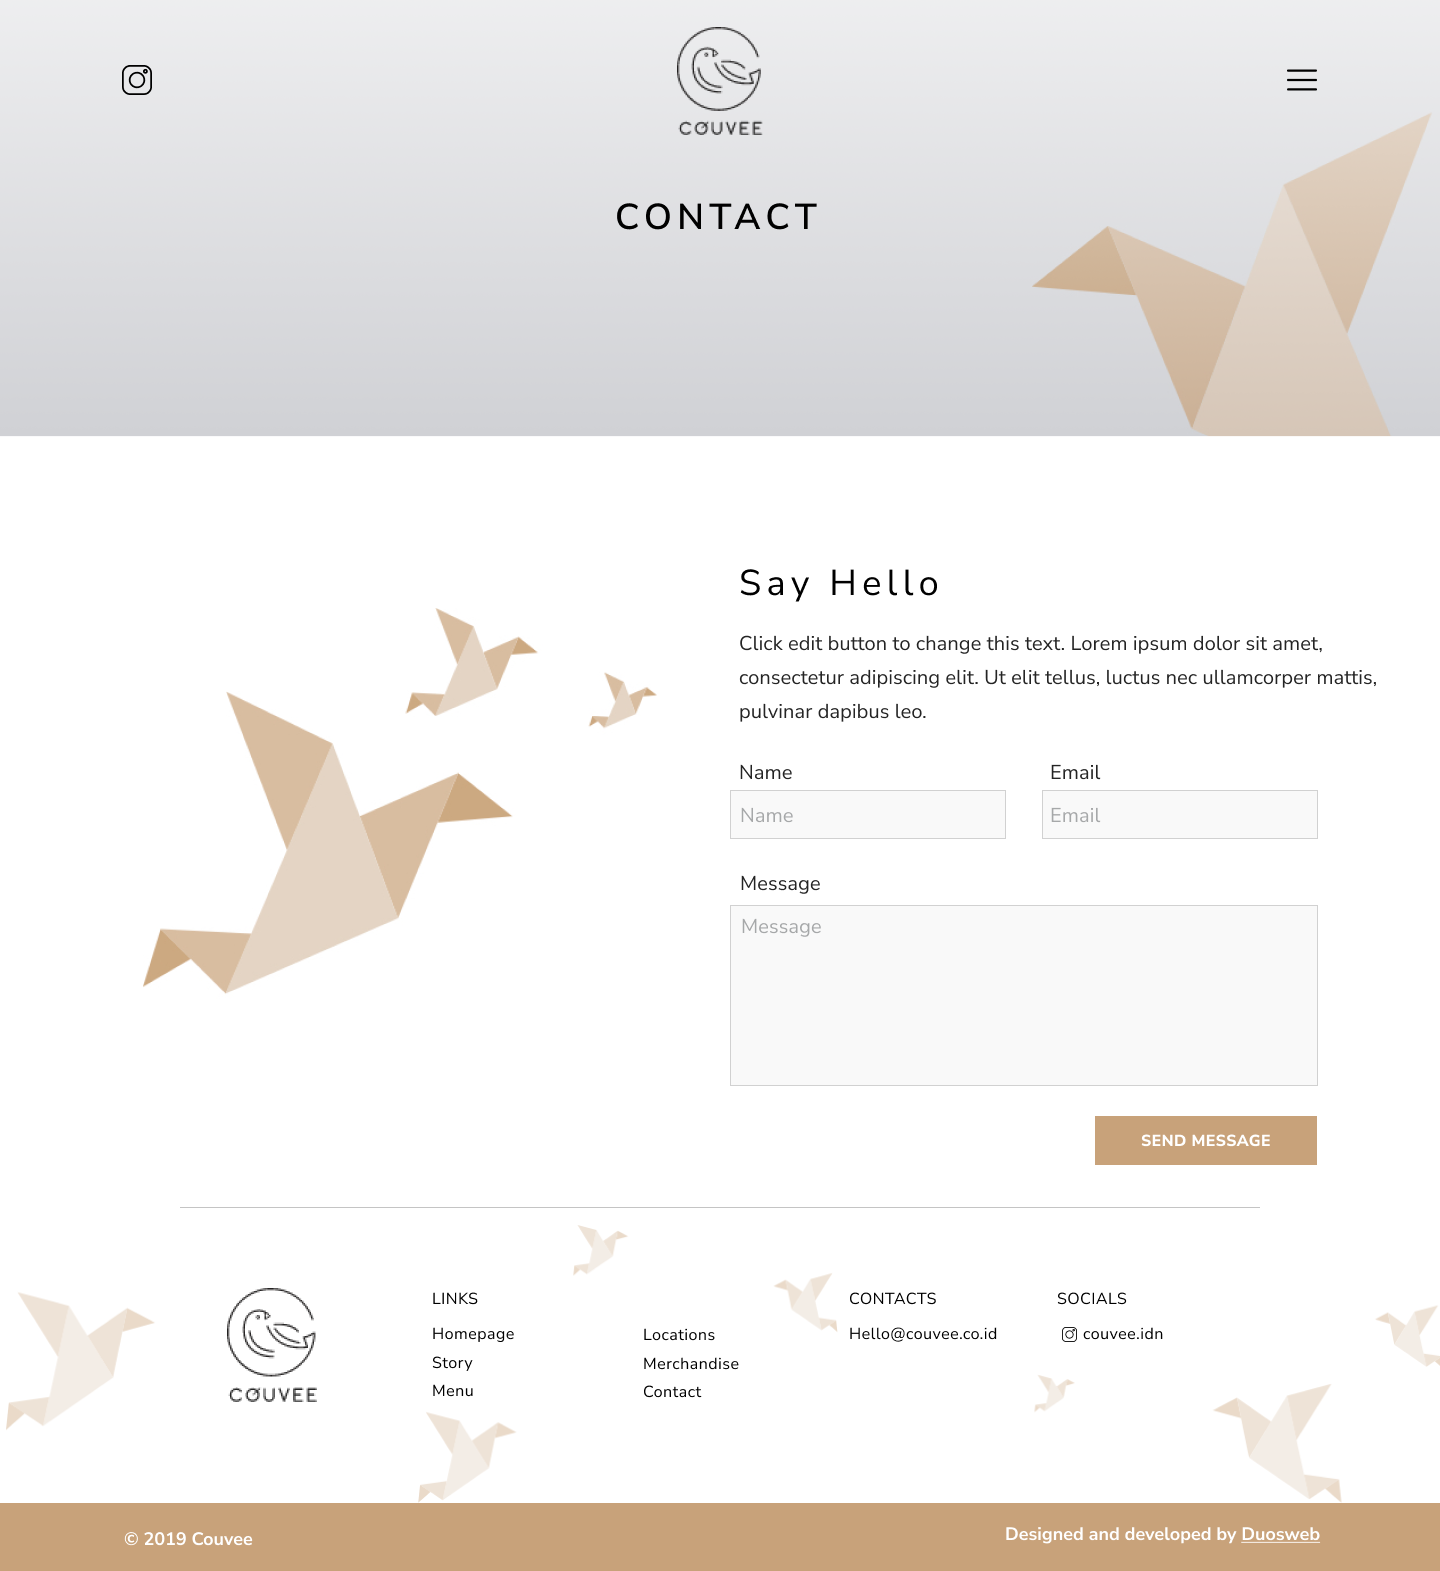 COUVEE
CONTACT
Say Hello
Click edit button to change this text. Lorem ipsum dolor sit amet,
consectetur adipiscing elit. Ut elit tellus, luctus nec ullamcorper mattis,
pulvinar dapibus leo.
Name
Email
Name
Email
Message
Message
SEND MESSAGE
COUVEE
LINKS
Homepage
Story
Menu
Locations
Merchandise
Contact
CONTACTS
Hello@couvee.co.id
SOCIALS
couvee.idn
© 2019 Couvee
Designed and developed by Duosweb